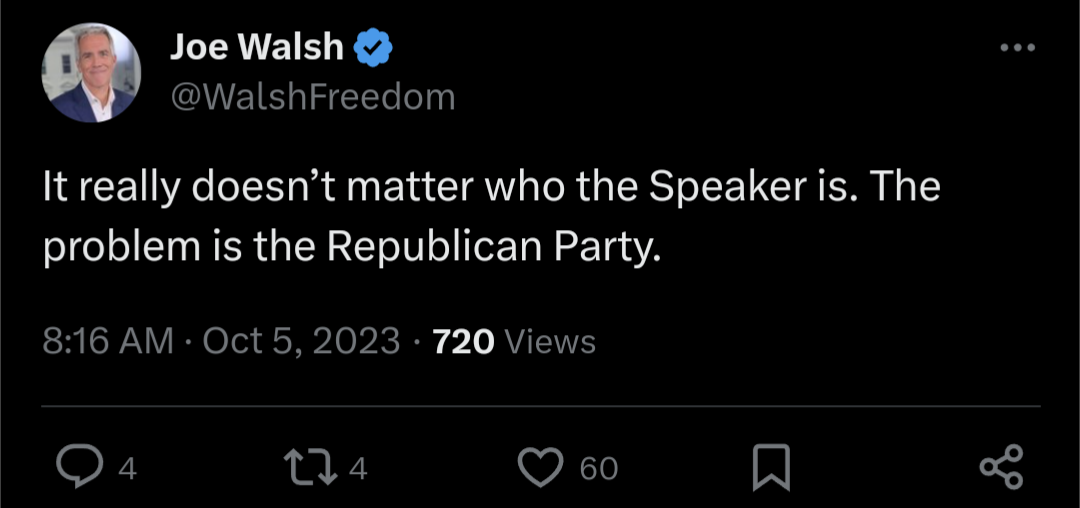 Joe Walsh
@WalshFreedom
It really doesn’t matter who the Speaker is. The
problem is the Republican Party.
8:16 AM · Oct 5, 2023 · 720 Views
4 4 60